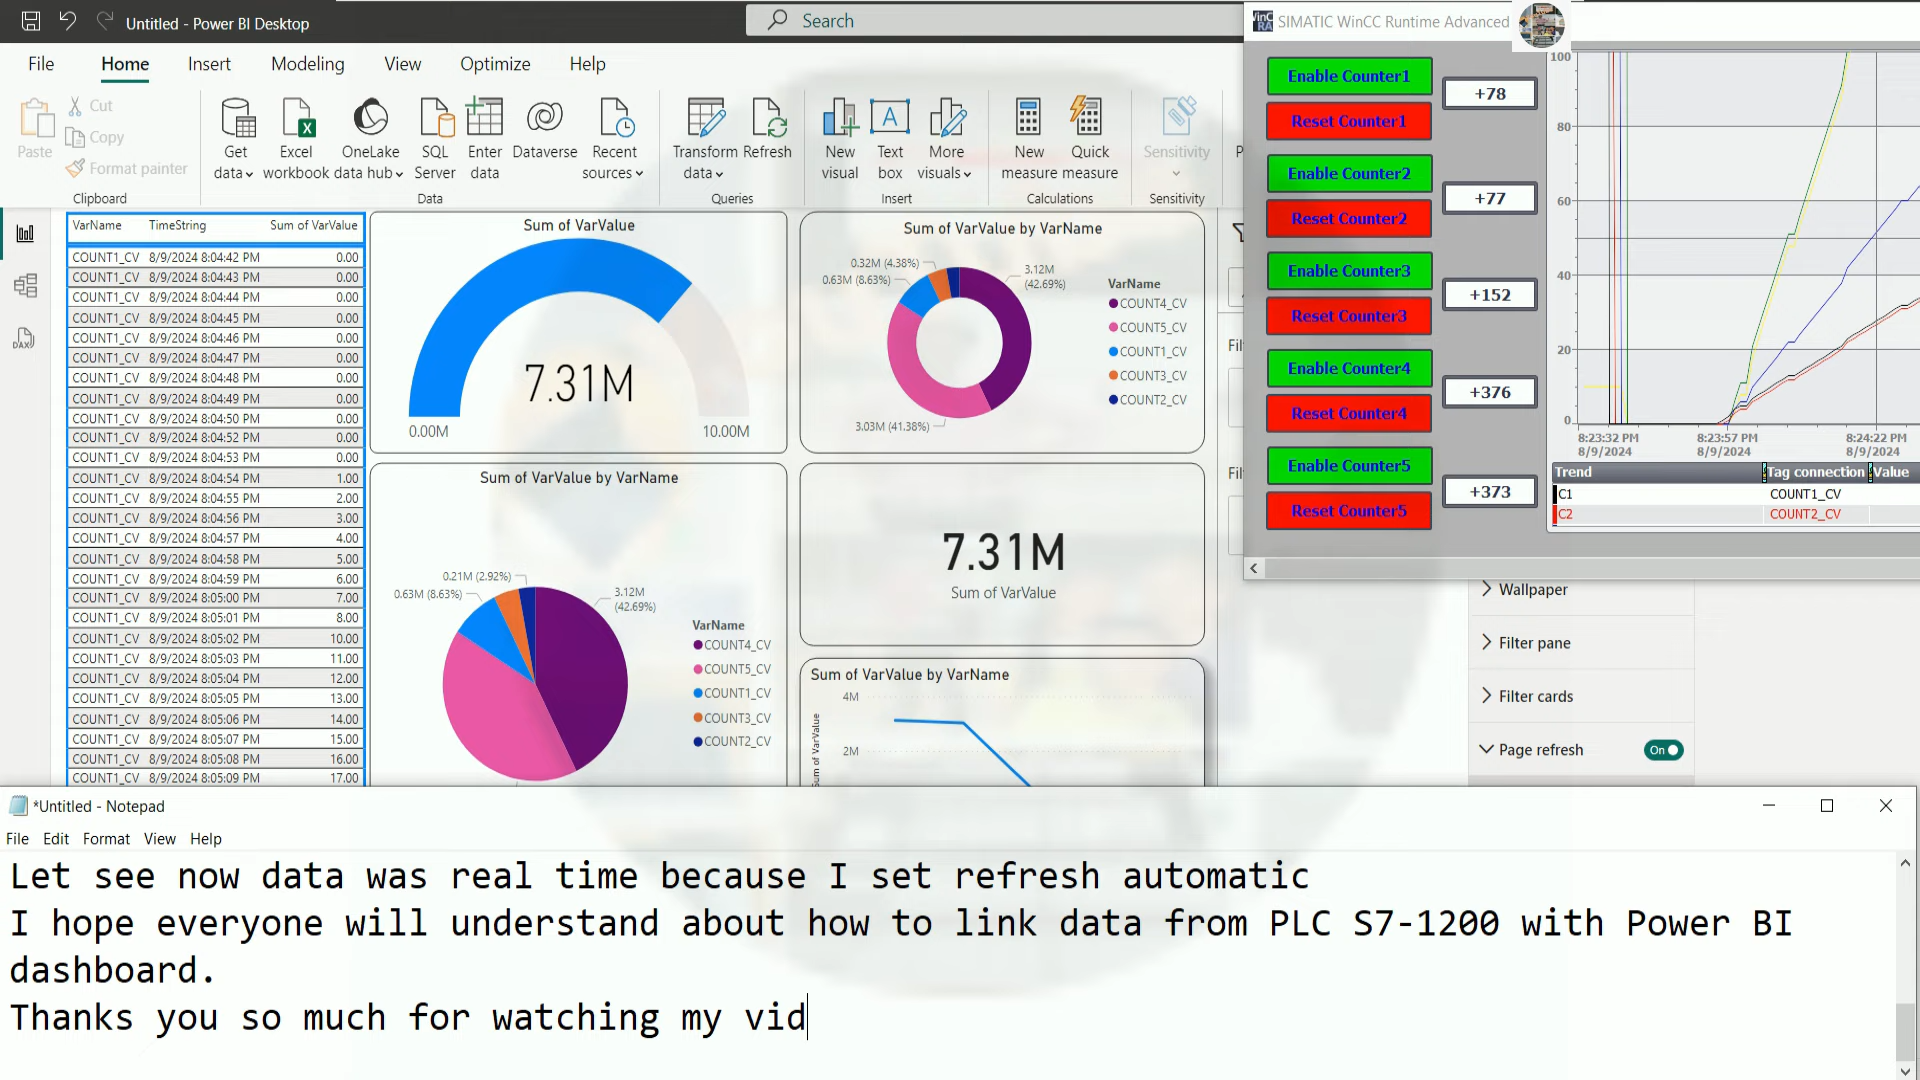 Untitled - Power BI Desktop
Search
File Home Insert Modeling View Optimize Help
Paste
Cut
Copy
Format painter
Clipboard
Get data
Excel workbook
OneLake data hub
SQL Server
Enter data
Dataverse
Recent sources
Data
Transform data
Refresh
Queries
New visual
Text box
More visuals
Insert
New measure
Quick measure
Calculations
Sensitivity
Sensitivity
VarName TimeString Sum of VarValue
COUNT1_CV 8/9/2024 8:04:42 PM 0.00
COUNT1_CV 8/9/2024 8:04:43 PM 0.00
COUNT1_CV 8/9/2024 8:04:44 PM 0.00
COUNT1_CV 8/9/2024 8:04:45 PM 0.00
COUNT1_CV 8/9/2024 8:04:46 PM 0.00
COUNT1_CV 8/9/2024 8:04:47 PM 0.00
COUNT1_CV 8/9/2024 8:04:48 PM 0.00
COUNT1_CV 8/9/2024 8:04:49 PM 0.00
COUNT1_CV 8/9/2024 8:04:50 PM 0.00
COUNT1_CV 8/9/2024 8:04:52 PM 0.00
COUNT1_CV 8/9/2024 8:04:53 PM 0.00
COUNT1_CV 8/9/2024 8:04:54 PM 1.00
COUNT1_CV 8/9/2024 8:04:55 PM 2.00
COUNT1_CV 8/9/2024 8:04:56 PM 3.00
COUNT1_CV 8/9/2024 8:04:57 PM 4.00
COUNT1_CV 8/9/2024 8:04:58 PM 5.00
COUNT1_CV 8/9/2024 8:04:59 PM 6.00
COUNT1_CV 8/9/2024 8:05:00 PM 7.00
COUNT1_CV 8/9/2024 8:05:01 PM 8.00
COUNT1_CV 8/9/2024 8:05:02 PM 10.00
COUNT1_CV 8/9/2024 8:05:03 PM 11.00
COUNT1_CV 8/9/2024 8:05:04 PM 12.00
COUNT1_CV 8/9/2024 8:05:05 PM 13.00
COUNT1_CV 8/9/2024 8:05:06 PM 14.00
COUNT1_CV 8/9/2024 8:05:07 PM 15.00
COUNT1_CV 8/9/2024 8:05:08 PM 16.00
COUNT1_CV 8/9/2024 8:05:09 PM 17.00
Sum of VarValue
7.31M
0.00M 10.00M
Sum of VarValue by VarName
0.32M (4.38%)
0.63M (8.63%)
3.12M
(42.69%)
3.03M (41.38%)
VarName
COUNT4_CV
COUNT5_CV
COUNT1_CV
COUNT3_CV
COUNT2_CV
Sum of VarValue by VarName
0.21M (2.92%)
0.63M (8.63%)
3.12M
(42.69%)
VarName
COUNT4_CV
COUNT5_CV
COUNT1_CV
COUNT3_CV
COUNT2_CV
7.31M
Sum of VarValue
Sum of VarValue by VarName
4M
2M
Sum of VarValue
SIMATIC WinCC Runtime Advanced
Enable Counter1
Reset Counter1
+78
Enable Counter2
Reset Counter2
+77
Enable Counter3
Reset Counter3
+152
Enable Counter4
Reset Counter4
+376
Enable Counter5
Reset Counter5
+373
100
80
60
40
20
0
8:23:32 PM 8:23:57 PM 8:24:22 PM
8/9/2024 8/9/2024 8/9/2024
Trend Tag connection Value
C1 COUNT1_CV
C2 COUNT2_CV
Wallpaper
Filter pane
Filter cards
Page refresh On
*Untitled - Notepad
File Edit Format View Help
Let see now data was real time because I set refresh automatic
I hope everyone will understand about how to link data from PLC S7-1200 with Power BI
dashboard.
Thanks you so much for watching my vid